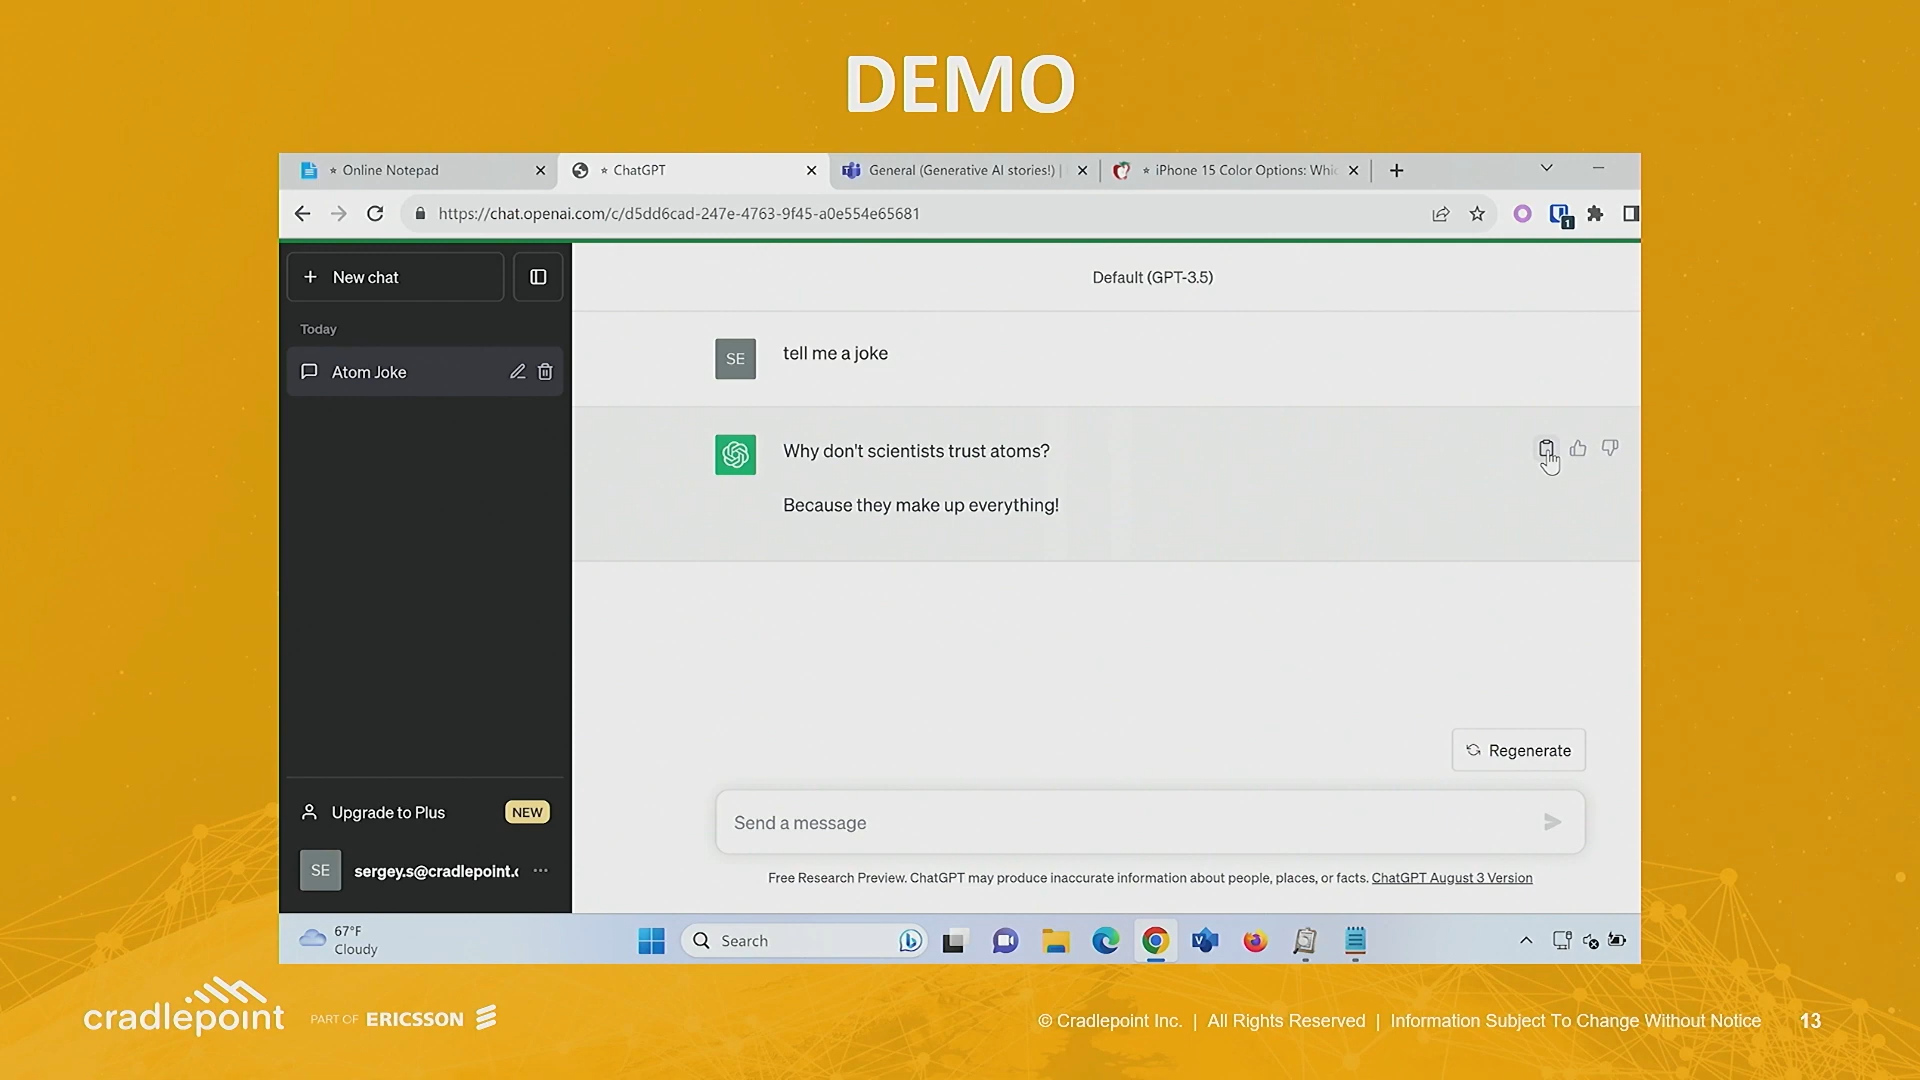 DEMO
* Online Notepad
* ChatGPT
General (Generative AI stories!) |
* iPhone 15 Color Options: Whic
https://chat.openai.com/c/d5dd6cad-247e-4763-9f45-a0e554e65681
1
+ New chat
Default (GPT-3.5)
Today
SE
tell me a joke
Atom Joke
Why don't scientists trust atoms?
Because they make up everything!
Regenerate
Upgrade to Plus
NEW
Send a message
SE
sergey.s@cradlepoint.c ...
Free Research Preview. ChatGPT may produce inaccurate information about people, places, or facts. ChatGPT August 3 Version
67°F
Cloudy
Search
cradlepoint
PART OF ERICSSON
© Cradlepoint Inc. | All Rights Reserved | Information Subject To Change Without Notice
13